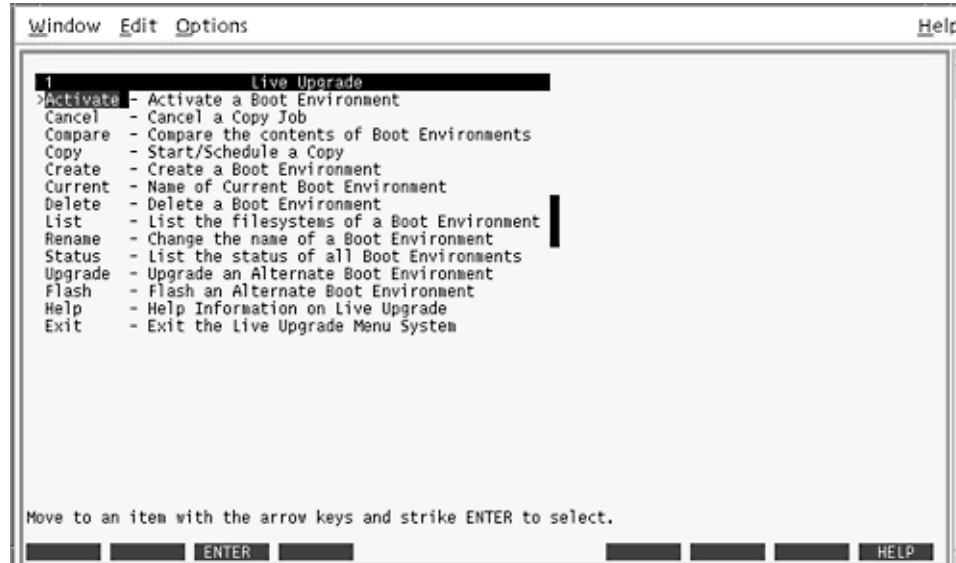 Window Edit Options Help
1 Live Upgrade
>Activate - Activate a Boot Environment
Cancel - Cancel a Copy Job
Compare - Compare the contents of Boot Environments
Copy - Start/Schedule a Copy
Create - Create a Boot Environment
Current - Name of Current Boot Environment
Delete - Delete a Boot Environment
List - List the filesystems of a Boot Environment
Rename - Change the name of a Boot Environment
Status - List the status of all Boot Environments
Upgrade - Upgrade an Alternate Boot Environment
Flash - Flash an Alternate Boot Environment
Help - Help Information on Live Upgrade
Exit - Exit the Live Upgrade Menu System
Move to an item with the arrow keys and strike ENTER to select.
ENTER HELP